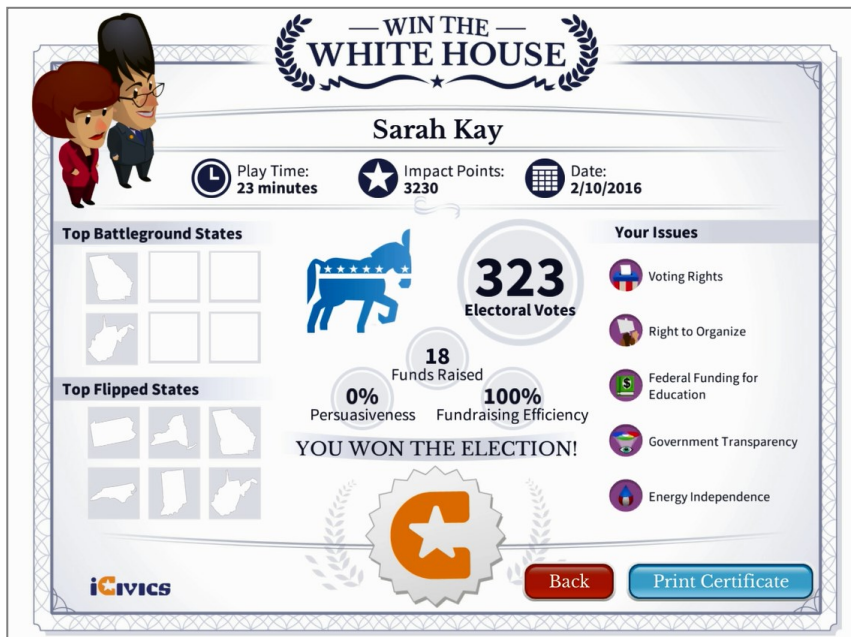 WIN THE
WHITE HOUSE
Sarah Kay
Play Time:
23 minutes
Impact Points:
3230
Date:
2/10/2016
Top Battleground States
323
Electoral Votes
18
Funds Raised
0%
Persuasiveness
100%
Fundraising Efficiency
YOU WON THE ELECTION!
Top Flipped States
Your Issues
Voting Rights
Right to Organize
$
Federal Funding for
Education
Government Transparency
Energy Independence
iCIVICS
Back
Print Certificate